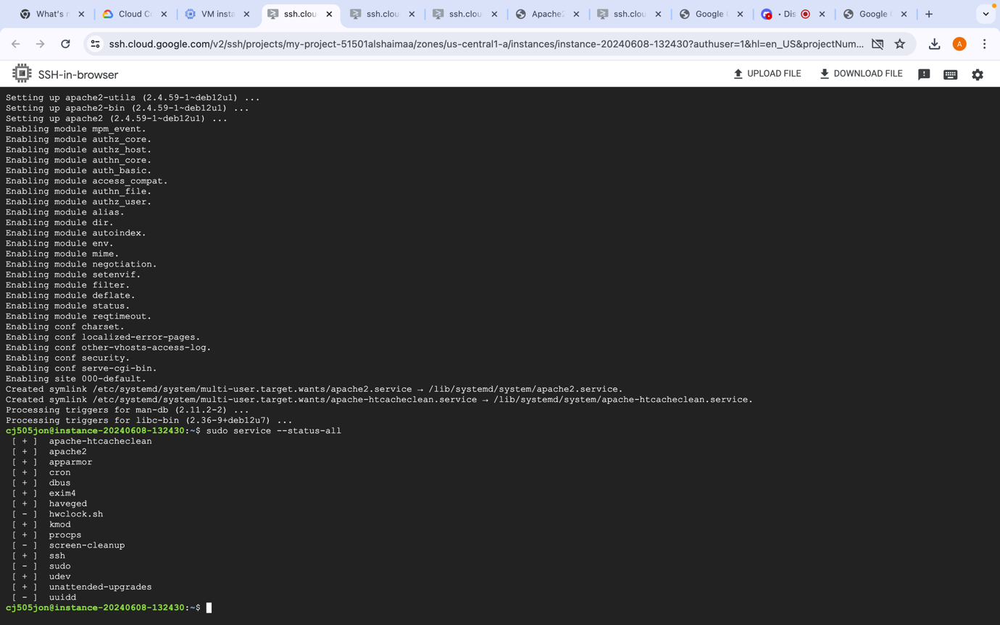 What's r
Cloud C
VM insta
ssh.clou
ssh.clou
ssh.clou
Apache2
ssh.clou
Google
• Dis
Google
ssh.cloud.google.com/v2/ssh/projects/my-project-51501alshaimaa/zones/us-central1-a/instances/instance-20240608-132430?authuser=1&hl=en_US&projectNum...
A
SSH-in-browser
UPLOAD FILE
DOWNLOAD FILE
Setting up apache2-utils (2.4.59-1~deb12u1) ...
Setting up apache2-bin (2.4.59-1~deb12u1) ...
Setting up apache2 (2.4.59-1~deb12u1) ...
Enabling module mpm_event.
Enabling module authz_core.
Enabling module authz_host.
Enabling module authn_core.
Enabling module auth_basic.
Enabling module access_compat.
Enabling module authn_file.
Enabling module authz_user.
Enabling module alias.
Enabling module dir.
Enabling module autoindex.
Enabling module env.
Enabling module mime.
Enabling module negotiation.
Enabling module setenvif.
Enabling module filter.
Enabling module deflate.
Enabling module status.
Enabling module reqtimeout.
Enabling conf charset.
Enabling conf localized-error-pages.
Enabling conf other-vhosts-access-log.
Enabling conf security.
Enabling conf serve-cgi-bin.
Enabling site 000-default.
Created symlink /etc/systemd/system/multi-user.target.wants/apache2.service → /lib/systemd/system/apache2.service.
Created symlink /etc/systemd/system/multi-user.target.wants/apache-htcacheclean.service → /lib/systemd/system/apache-htcacheclean.service.
Processing triggers for man-db (2.11.2-2) ...
Processing triggers for libc-bin (2.36-9+deb12u7) ...
cj505jon@instance-20240608-132430:~$ sudo service --status-all
[ + ]  apache-htcacheclean
[ + ]  apache2
[ + ]  apparmor
[ + ]  cron
[ + ]  dbus
[ + ]  exim4
[ + ]  haveged
[ - ]  hwclock.sh
[ + ]  kmod
[ + ]  procps
[ - ]  screen-cleanup
[ + ]  ssh
[ - ]  sudo
[ + ]  udev
[ + ]  unattended-upgrades
[ - ]  uuidd
cj505jon@instance-20240608-132430:~$